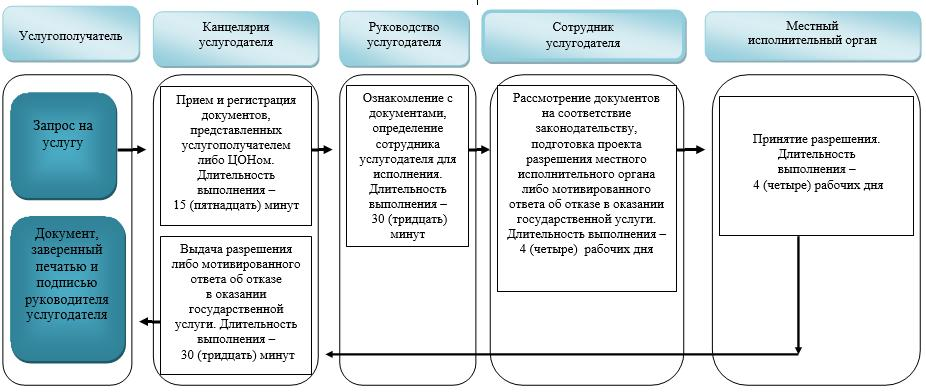 Услугополучатель
Канцелярия
услугодателя
Руководство
услугодателя
Сотрудник
услугодателя
Местный
исполнительный орган
Запрос на
услугу
Прием и регистрация
документов,
представленных
услугополучателем
либо ЦОНом.
Длительность
выполнения –
15 (пятнадцать) минут
Ознакомление с
документами,
определение
сотрудника
услугодателя для
исполнения.
Длительность
выполнения –
30 (тридцать)
минут
Рассмотрение документов
на соответствие
законодательству,
подготовка проекта
разрешения местного
исполнительного органа
либо мотивированного
ответа об отказе в оказании
государственной услуги.
Длительность выполнения –
4 (четыре) рабочих дня
Принятие разрешения.
Длительность
выполнения –
4 (четыре) рабочих дня
Документ,
заверенный
печатью и
подписью
руководителя
услугодателя
Выдача разрешения
либо мотивированного
ответа об отказе
в оказании
государственной
услуги. Длительность
выполнения –
30 (тридцать) минут